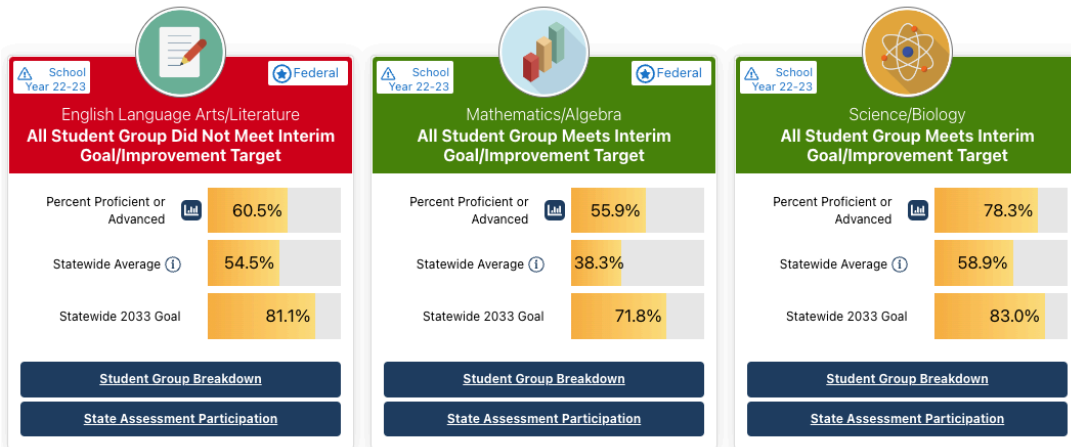 School
Year 22-23
Federal
English Language Arts/Literature
All Student Group Did Not Meet Interim
Goal/Improvement Target
Percent Proficient or
Advanced
60.5%
Statewide Average
54.5%
Statewide 2033 Goal
81.1%
Student Group Breakdown
State Assessment Participation
School
Year 22-23
Federal
Mathematics/Algebra
All Student Group Meets Interim
Goal/Improvement Target
Percent Proficient or
Advanced
55.9%
Statewide Average
38.3%
Statewide 2033 Goal
71.8%
Student Group Breakdown
State Assessment Participation
School
Year 22-23
Science/Biology
All Student Group Meets Interim
Goal/Improvement Target
Percent Proficient or
Advanced
78.3%
Statewide Average
58.9%
Statewide 2033 Goal
83.0%
Student Group Breakdown
State Assessment Participation